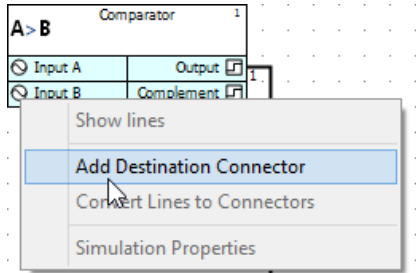 Comparator 1
A>B
Input A Output 1
Input B Complement
Show lines
Add Destination Connector
Convert Lines to Connectors
Simulation Properties